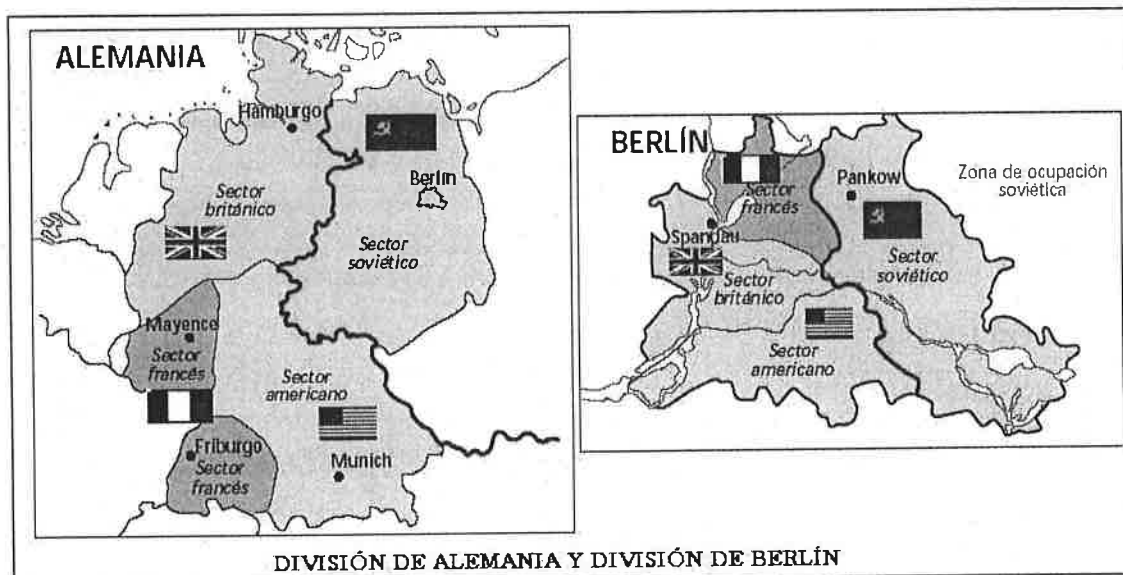 ALEMANIA
Hamburgo
Berlín
Sector
británico
Sector
soviético
Mayence
Sector
francés
Sector
americano
Friburgo
Sector
francés
Munich
BERLÍN
Sector
francés
Pankow
Zona de ocupación
soviética
Spandau
Sector
británico
Sector
soviético
Sector
americano
DIVISIÓN DE ALEMANIA Y DIVISIÓN DE BERLÍN